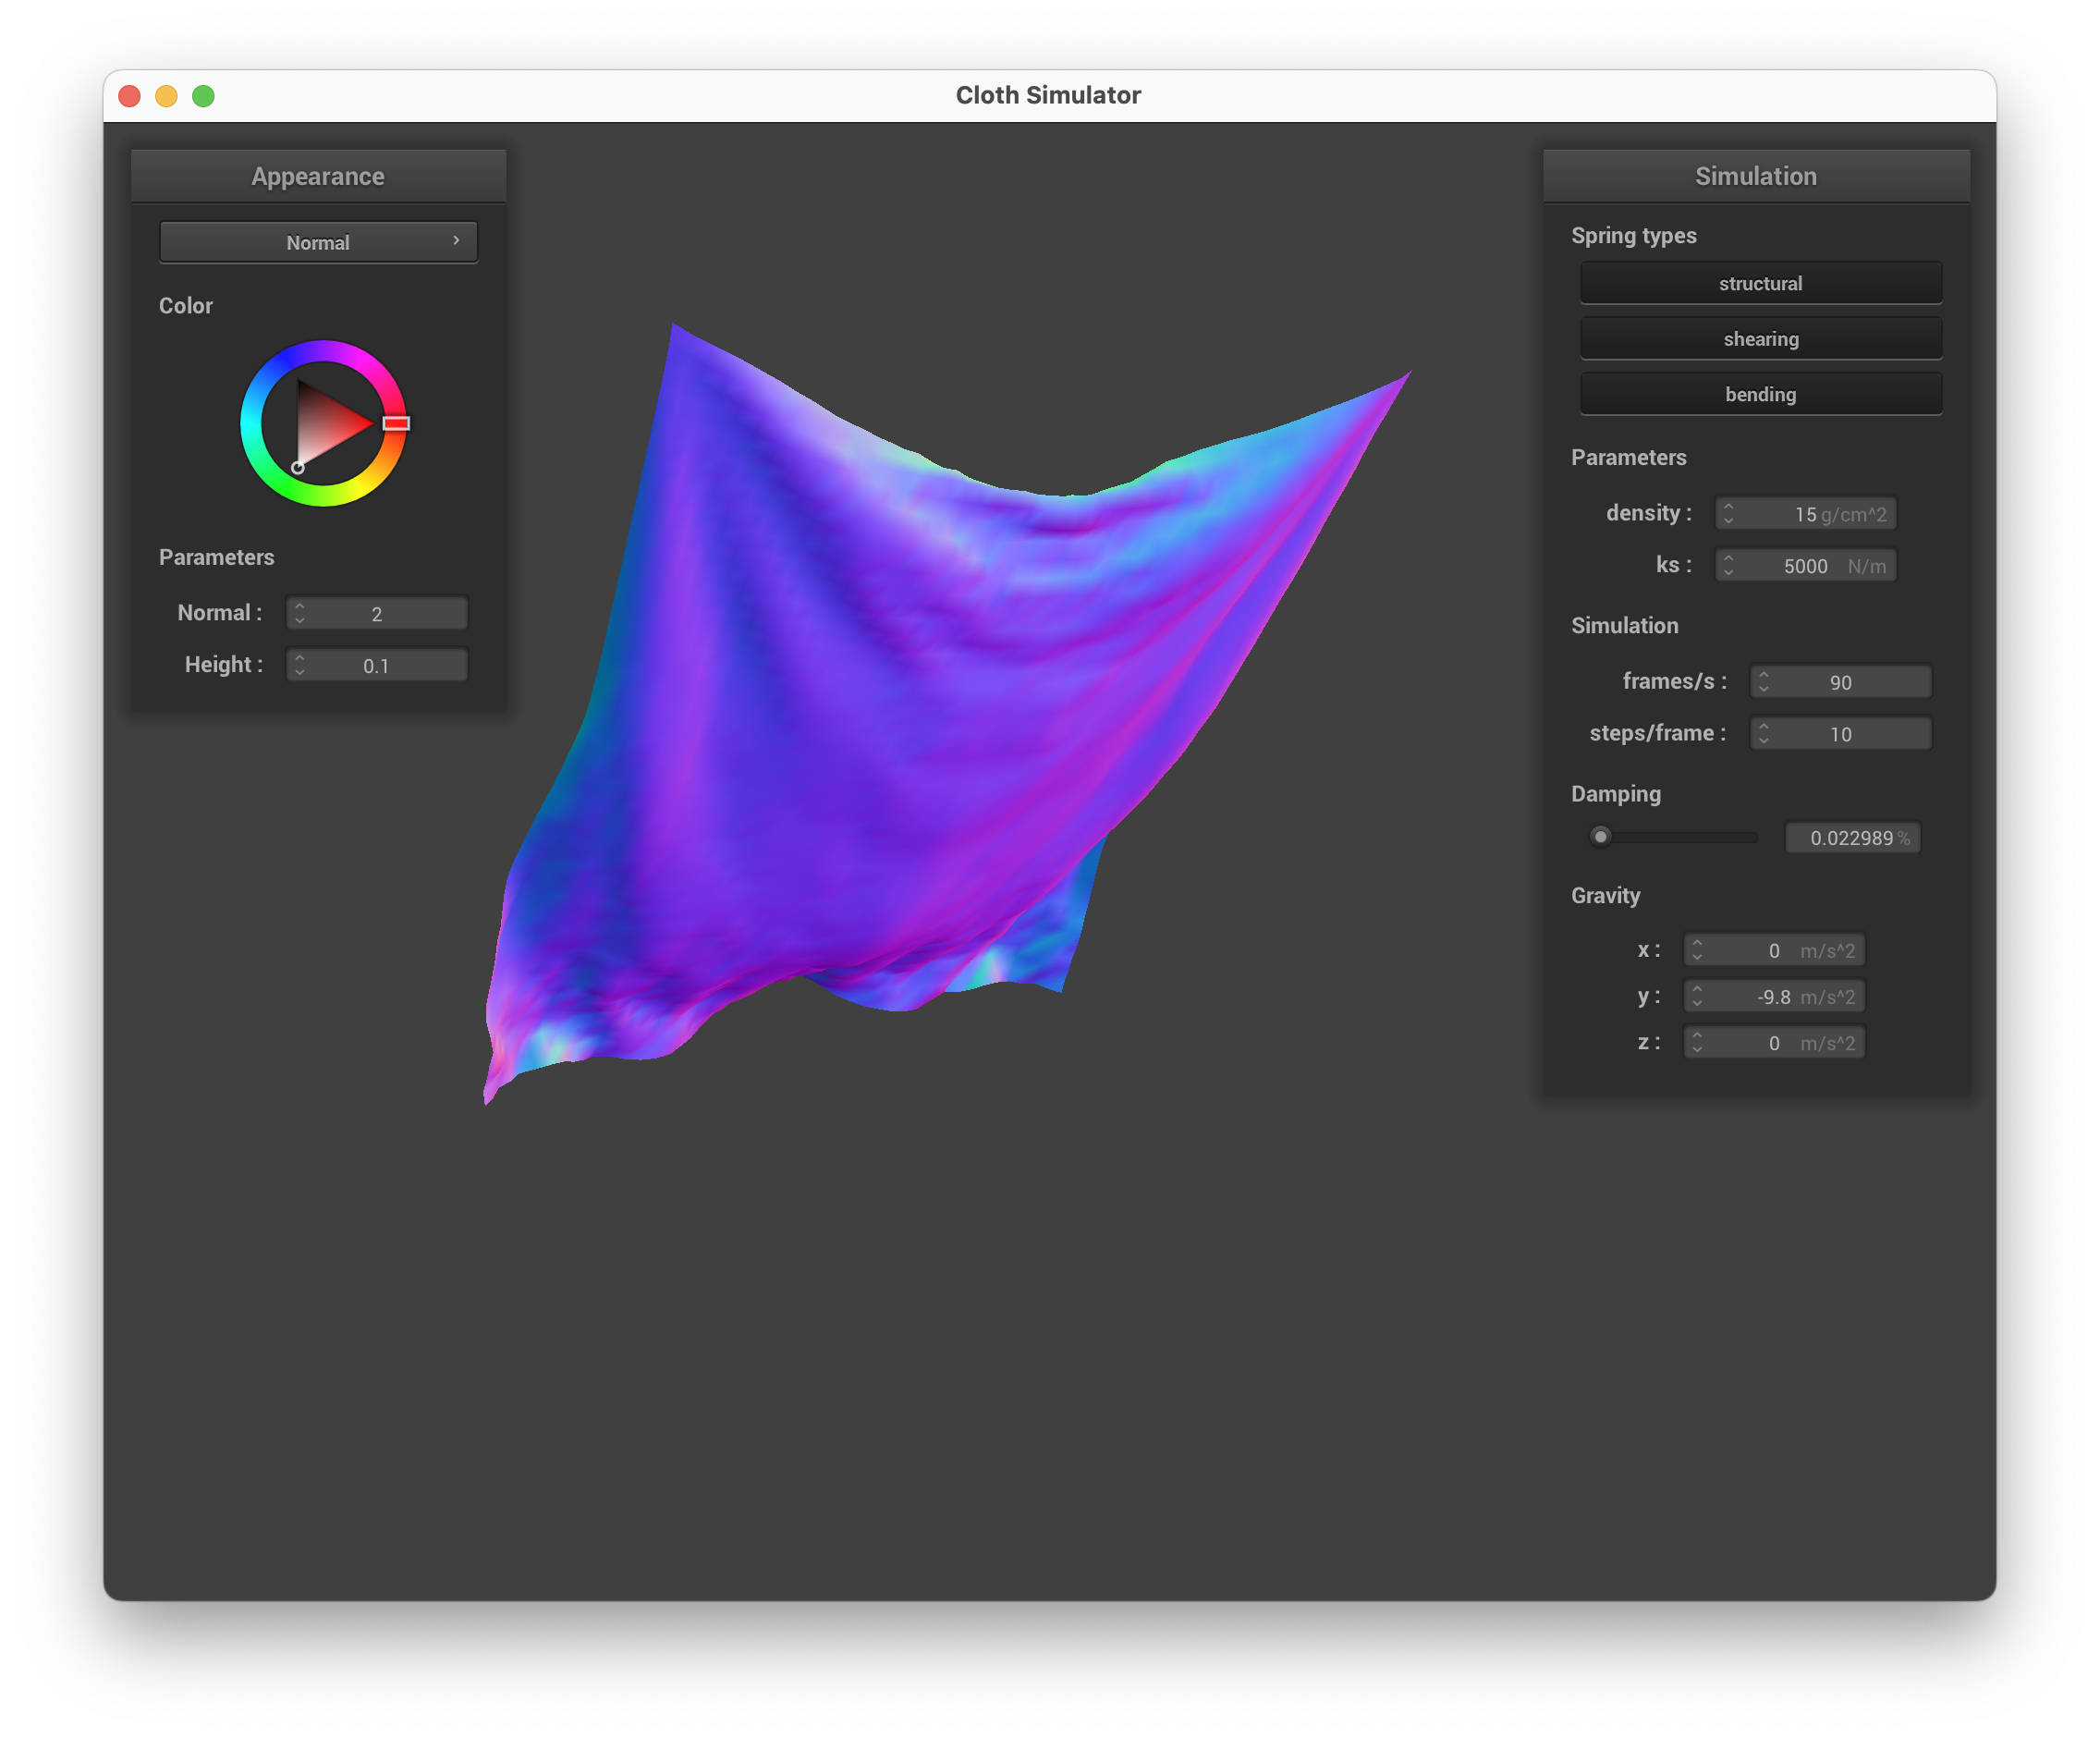 Cloth Simulator
Appearance
Normal
Color
Parameters
Normal : 2
Height : 0.1
Simulation
Spring types
structural
shearing
bending
Parameters
density : 15 g/cm^2
ks : 5000 N/m
Simulation
frames/s : 90
steps/frame : 10
Damping
0.022989 %
Gravity
x : 0 m/s^2
y : -9.8 m/s^2
z : 0 m/s^2